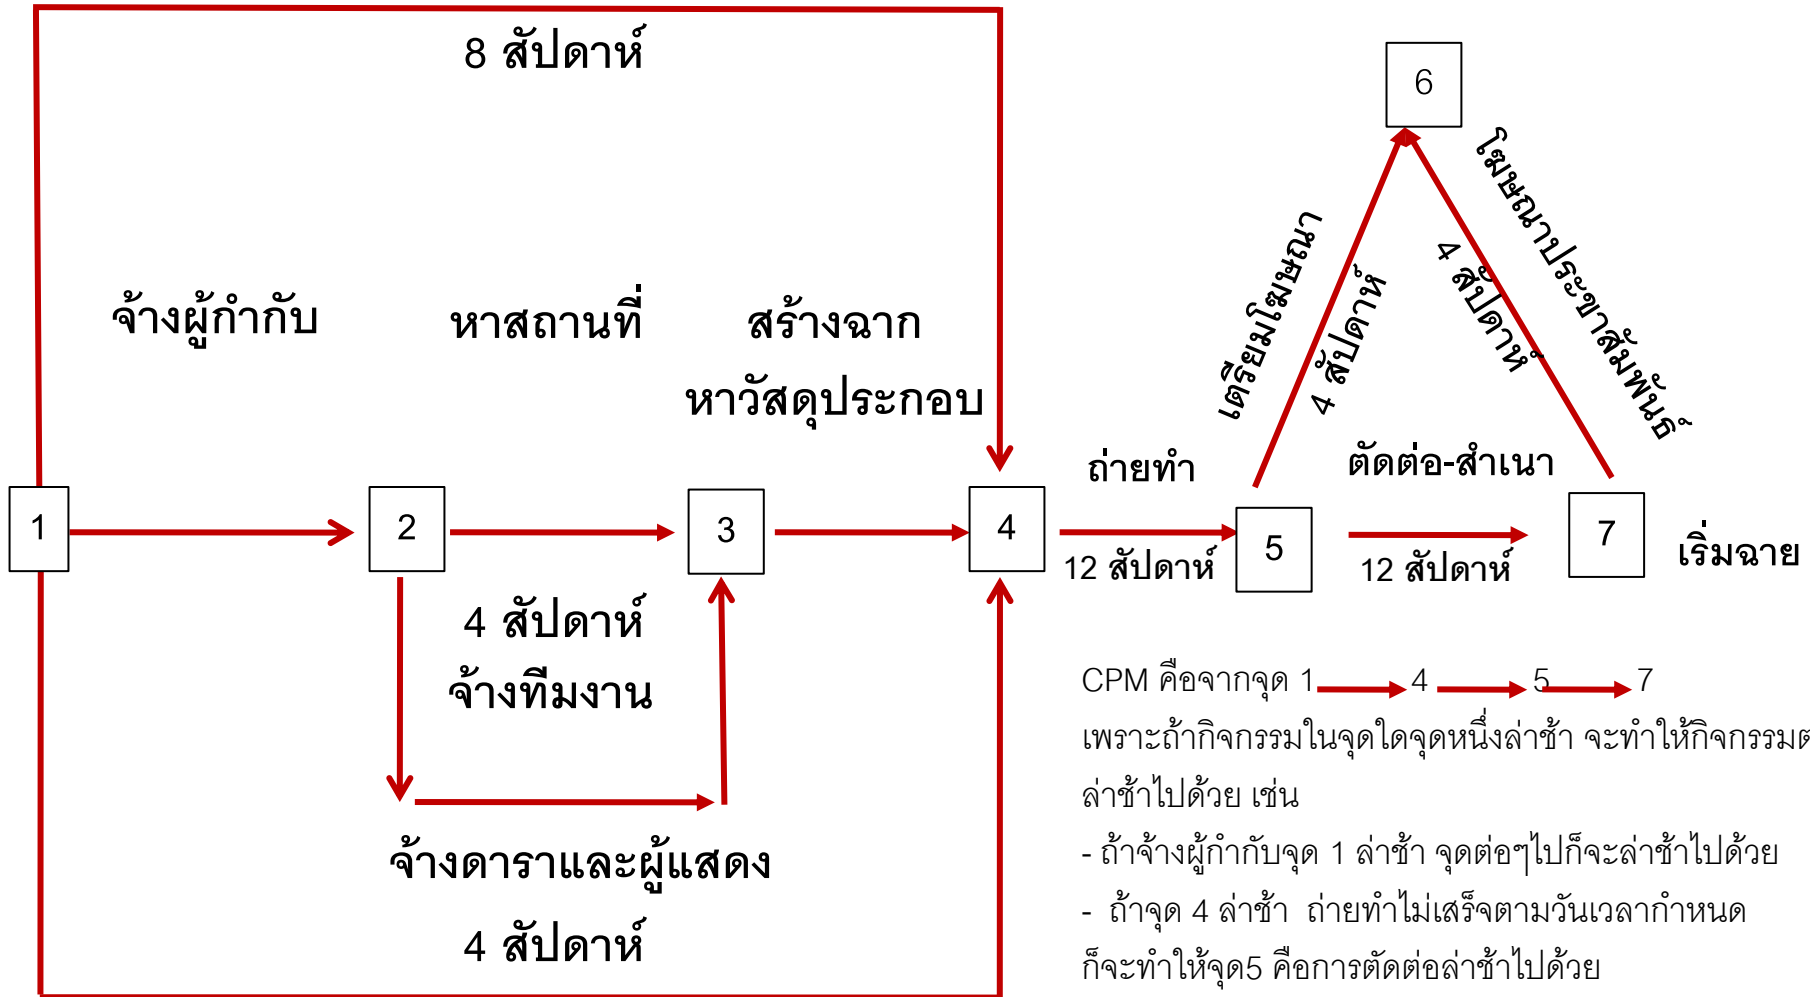 8 สัปดาห์
6
จ้างผู้กำกับ
หาสถานที่
สร้างฉาก
หาวัสดุประกอบ
เตรียมโฆษณา
4 สัปดาห์
4 สัปดาห์
โฆษณาประชาสัมพันธ์
ถ่ายทำ
ตัดต่อ-สำเนา
1
2
3
4
5
7
เริ่มฉาย
12 สัปดาห์
12 สัปดาห์
4 สัปดาห์
จ้างทีมงาน
จ้างดาราและผู้แสดง
4 สัปดาห์
CPM คือจากจุด 1 4 5 7
เพราะถ้ากิจกรรมในจุดใดจุดหนึ่งล่าช้า จะทำให้กิจกรรมต
ล่าช้าไปด้วย เช่น
- ถ้าจ้างผู้กำกับจุด 1 ล่าช้า จุดต่อๆไปก็จะล่าช้าไปด้วย
- ถ้าจุด 4 ล่าช้า ถ่ายทำไม่เสร็จตามวันเวลากำหนด
ก็จะทำให้จุด5 คือการตัดต่อล่าช้าไปด้วย